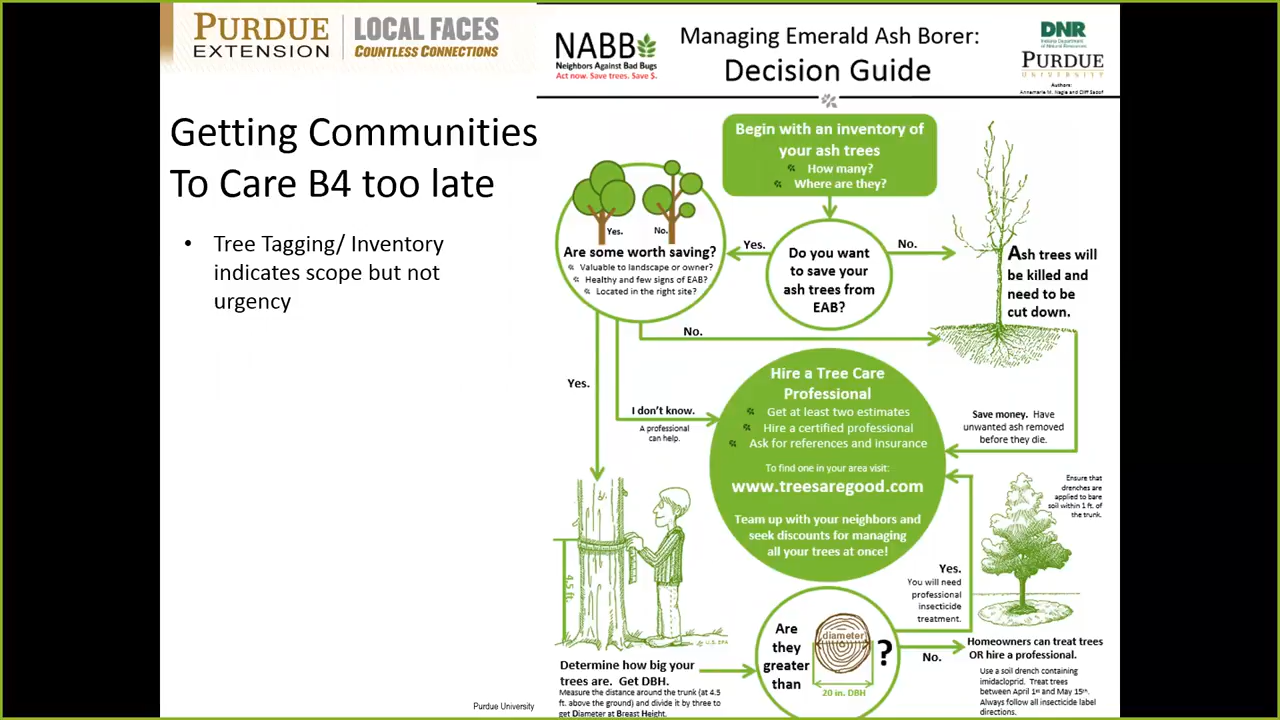 PURDUE
EXTENSION
LOCAL FACES
COUNTLESS CONNECTIONS
Getting Communities
To Care B4 too late
• Tree Tagging/ Inventory
indicates scope but not
urgency
Purdue University
NABB
Neighbors Against Bad Bugs
Act now. Save trees. Save $.
Managing Emerald Ash Borer:
Decision Guide
DNR
Indiana Department
of Natural Resources
PURDUE
UNIVERSITY
Authors:
Annemarie M. Nagle and Cliff Sadof
Begin with an inventory of
your ash trees
How many?
Where are they?
Yes.
No.
Are some worth saving?
Valuable to landscape or owner?
Healthy and few signs of EAB?
Located in the right site?
Yes.
Do you want
to save your
ash trees from
EAB?
No.
Ash trees will
be killed and
need to be
cut down.
No.
Yes.
I don't know.
A professional
can help.
Hire a Tree Care
Professional
Get at least two estimates
Hire a certified professional
Ask for references and insurance
To find one in your area visit:
www.treesaregood.com
Team up with your neighbors and
seek discounts for managing
all your trees at once!
Save money. Have
unwanted ash removed
before they die.
Ensure that
drenches are
applied to bare
soil within 1 ft. of
the trunk.
4.5 ft.
Yes.
You will need
professional
insecticide
treatment.
Determine how big your
trees are. Get DBH.
Measure the distance around the trunk (at 4.5
ft. above the ground) and divide it by three to
get Diameter at Breast Height.
Are
they
greater
than
diameter
20 in. DBH
?
No.
Homeowners can treat trees
OR hire a professional.
Use a soil drench containing
imidacloprid. Treat trees
between April 1st and May 15th.
Always follow all insecticide label
directions.